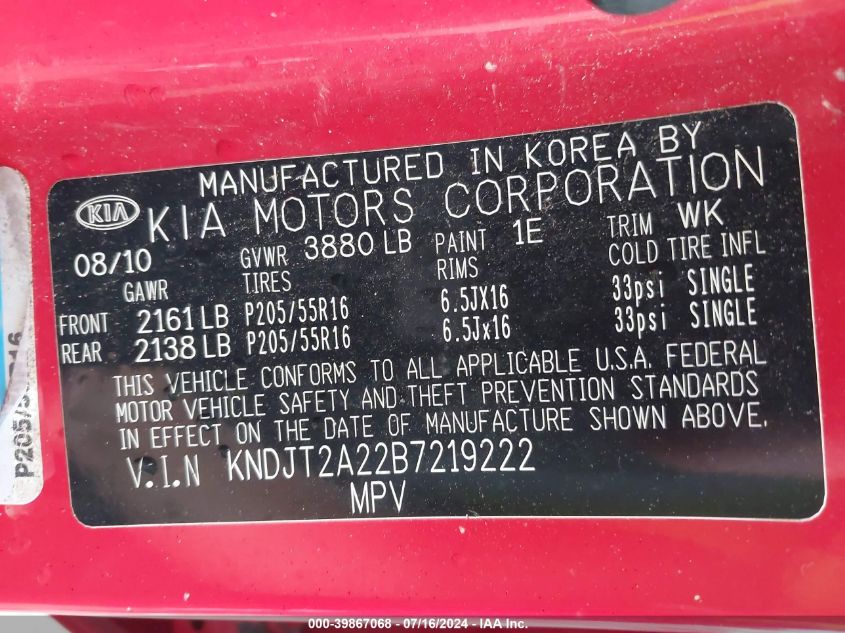 MANUFACTURED IN KOREA BY
KIA KIA MOTORS CORPORATION
08/10 GVWR 3880 LB PAINT 1E TRIM WK
GAWR TIRES RIMS COLD TIRE INFL
FRONT 2161 LB P205/55R16 6.5JX16 33psi SINGLE
REAR 2138 LB P205/55R16 6.5Jx16 33psi SINGLE
THIS VEHICLE CONFORMS TO ALL APPLICABLE U.S.A. FEDERAL
MOTOR VEHICLE SAFETY AND THEFT PREVENTION STANDARDS
IN EFFECT ON THE DATE OF MANUFACTURE SHOWN ABOVE.
V.I.N KNDJT2A22B7219222
MPV
000-39867068 - 07/16/2024 - IAA Inc.